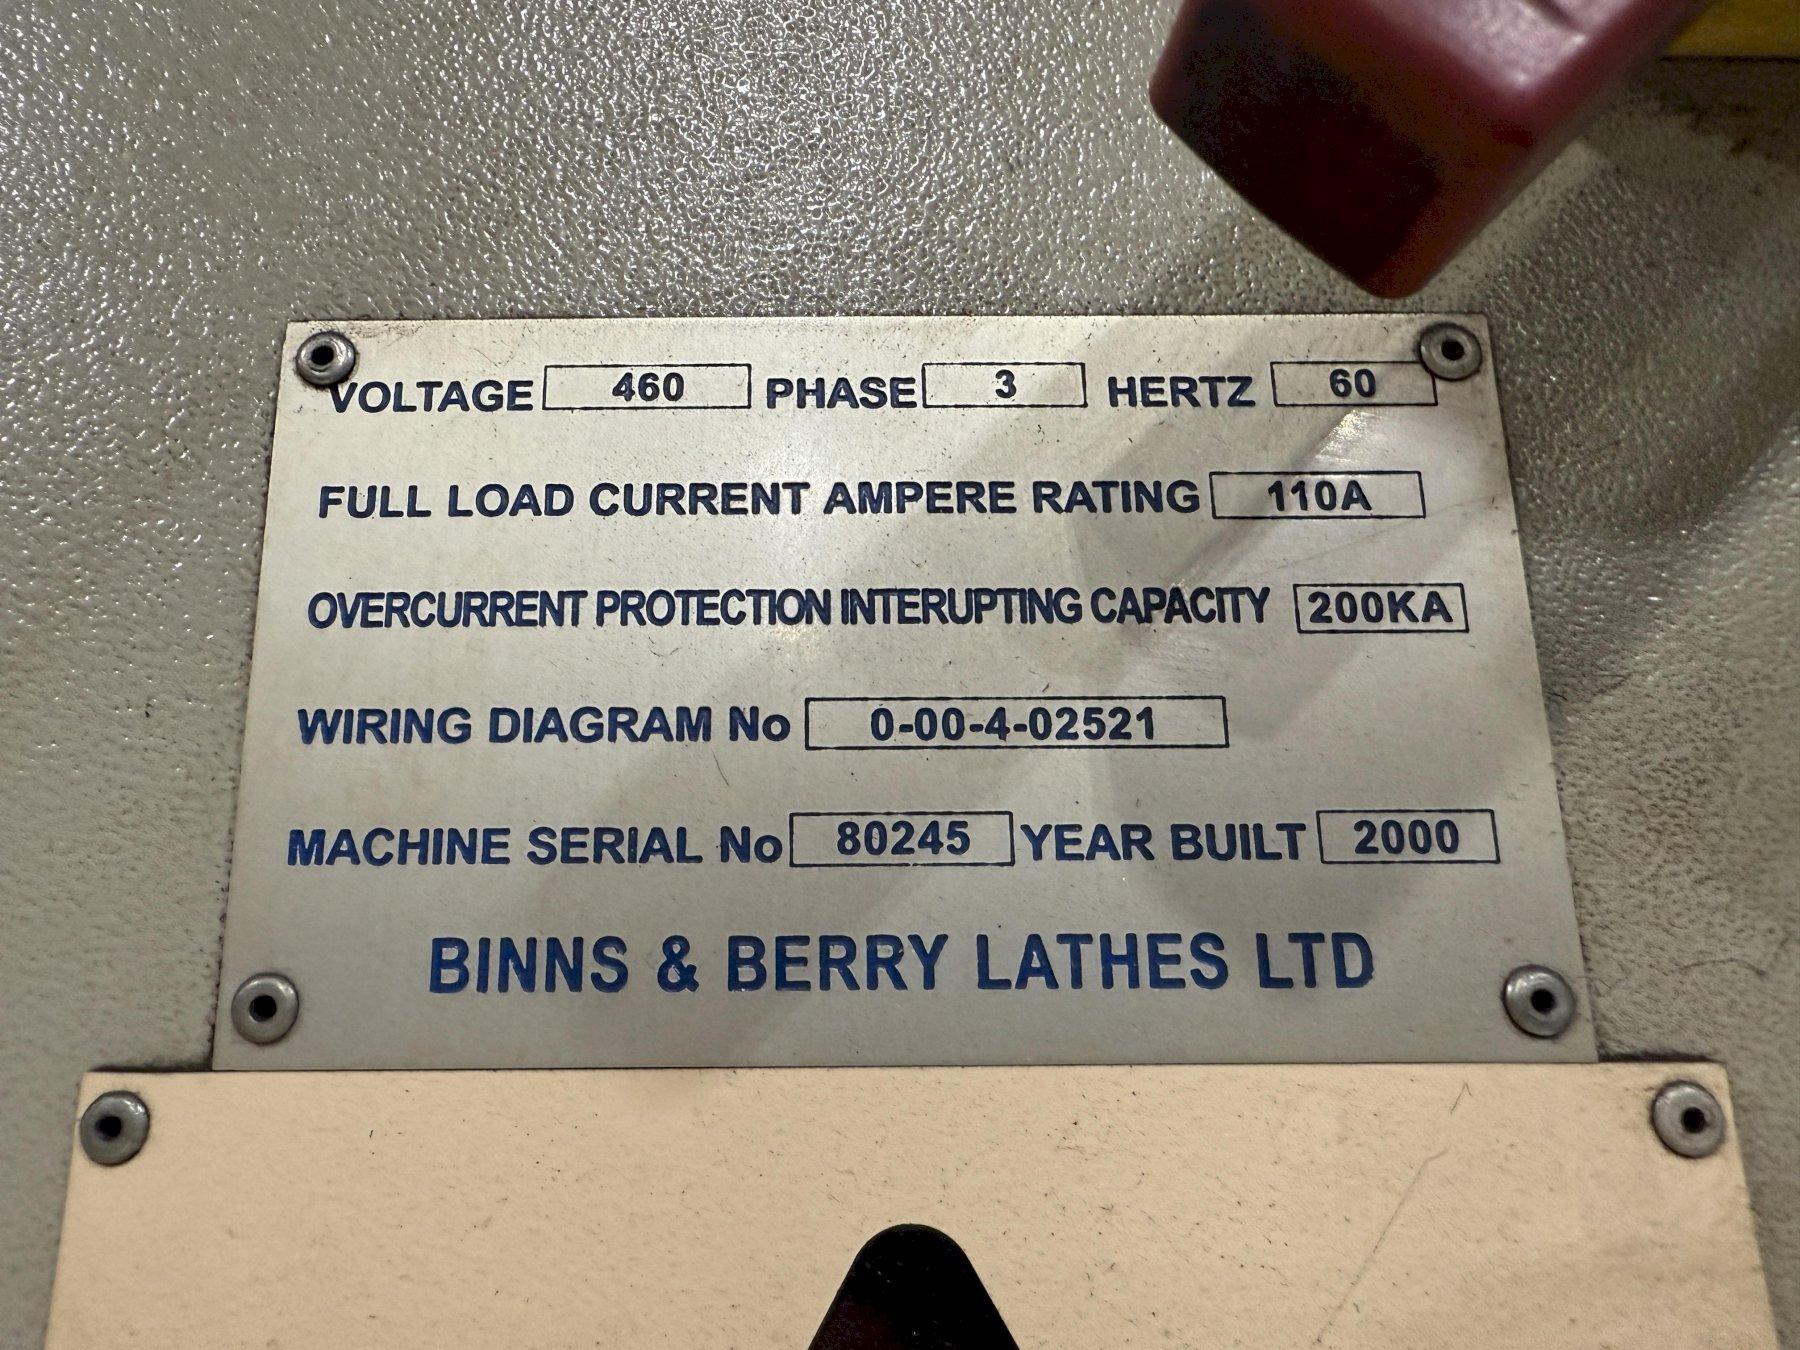 VOLTAGE 460 PHASE 3 HERTZ 60
FULL LOAD CURRENT AMPERE RATING 110A
OVERCURRENT PROTECTION INTERUPTING CAPACITY 200KA
WIRING DIAGRAM No 0-00-4-02521
MACHINE SERIAL No 80245 YEAR BUILT 2000
BINNS & BERRY LATHES LTD